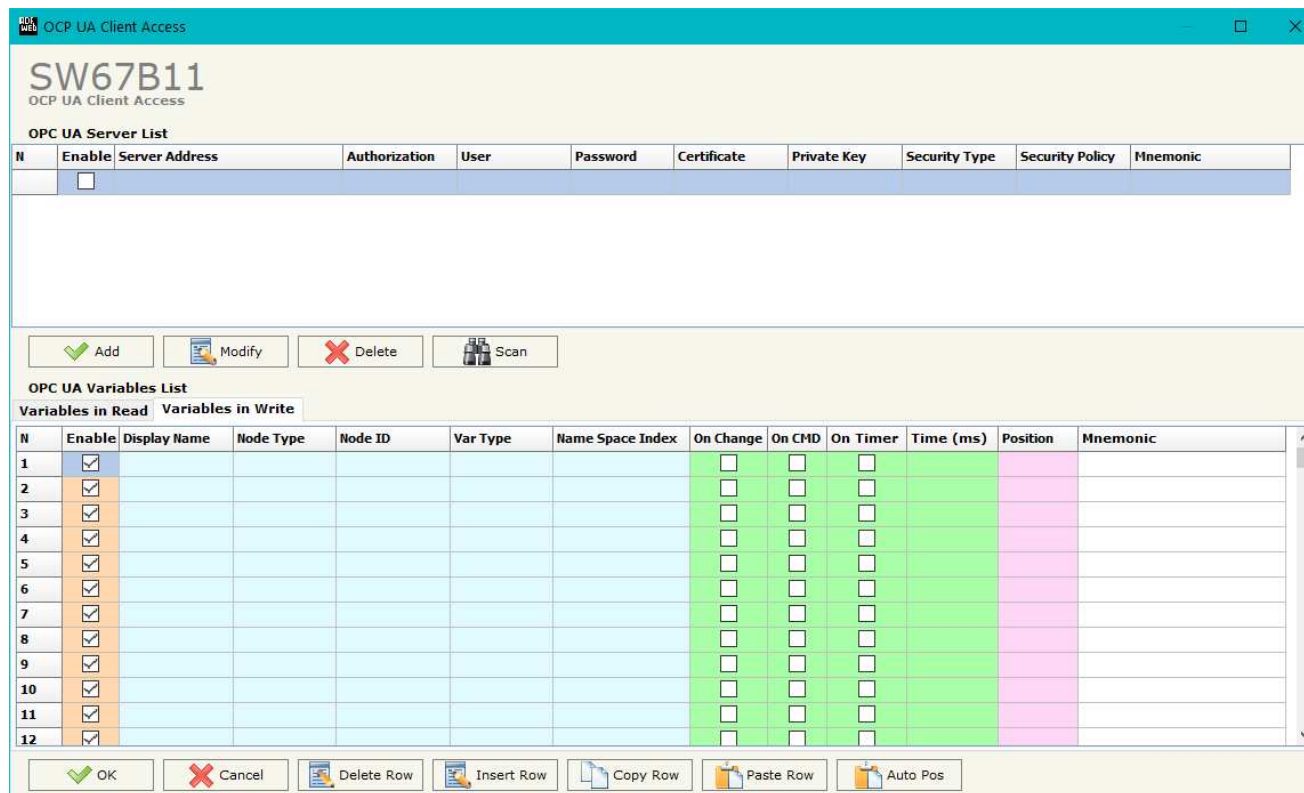 ADF WEB OCP UA Client Access
SW67B11
OCP UA Client Access
OPC UA Server List
N Enable Server Address Authorization User Password Certificate Private Key Security Type Security Policy Mnemonic
Add Modify Delete Scan
OPC UA Variables List
Variables in Read Variables in Write
N Enable Display Name Node Type Node ID Var Type Name Space Index On Change On CMD On Timer Time (ms) Position Mnemonic
1
2
3
4
5
6
7
8
9
10
11
12
OK Cancel Delete Row Insert Row Copy Row Paste Row Auto Pos